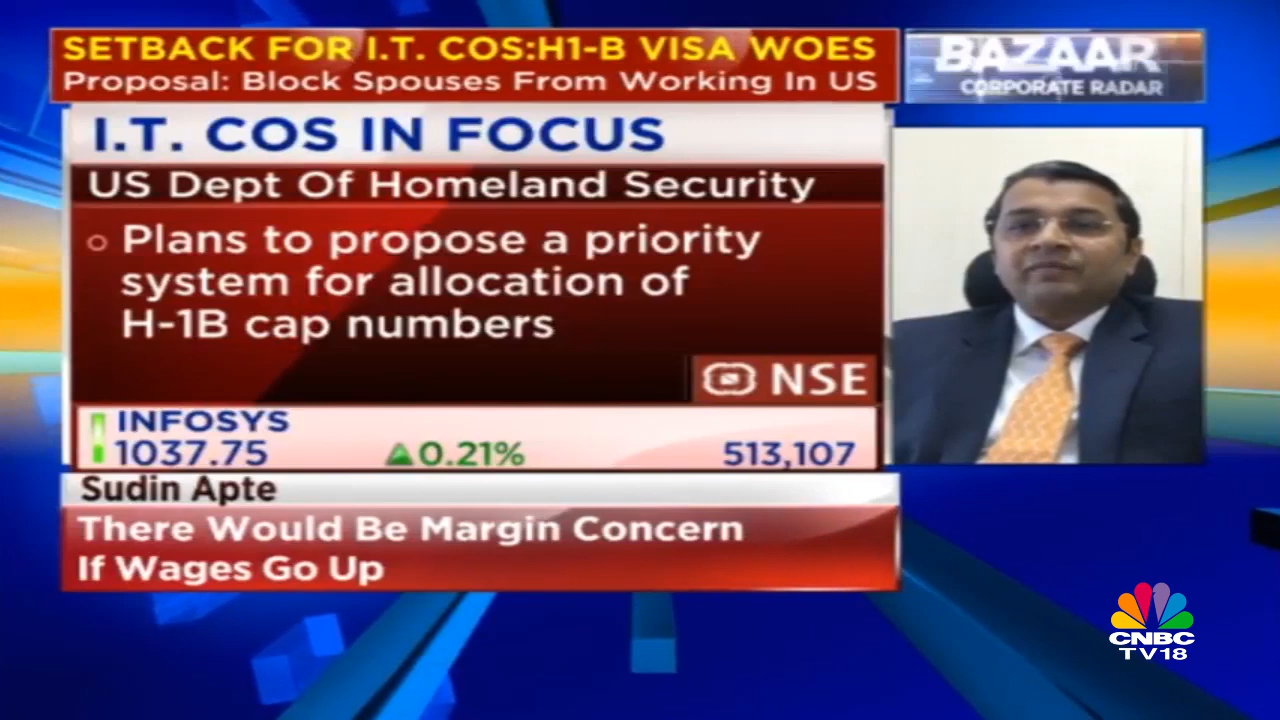 SETBACK FOR I.T. COS:H1-B VISA WOES
Proposal: Block Spouses From Working In US
BAZAAR
CORPORATE RADAR
I.T. COS IN FOCUS
US Dept Of Homeland Security
Plans to propose a priority
system for allocation of
H-1B cap numbers
NSE
INFOSYS
1037.75 0.21% 513,107
Sudin Apte
There Would Be Margin Concern
If Wages Go Up
CNBC
TV18